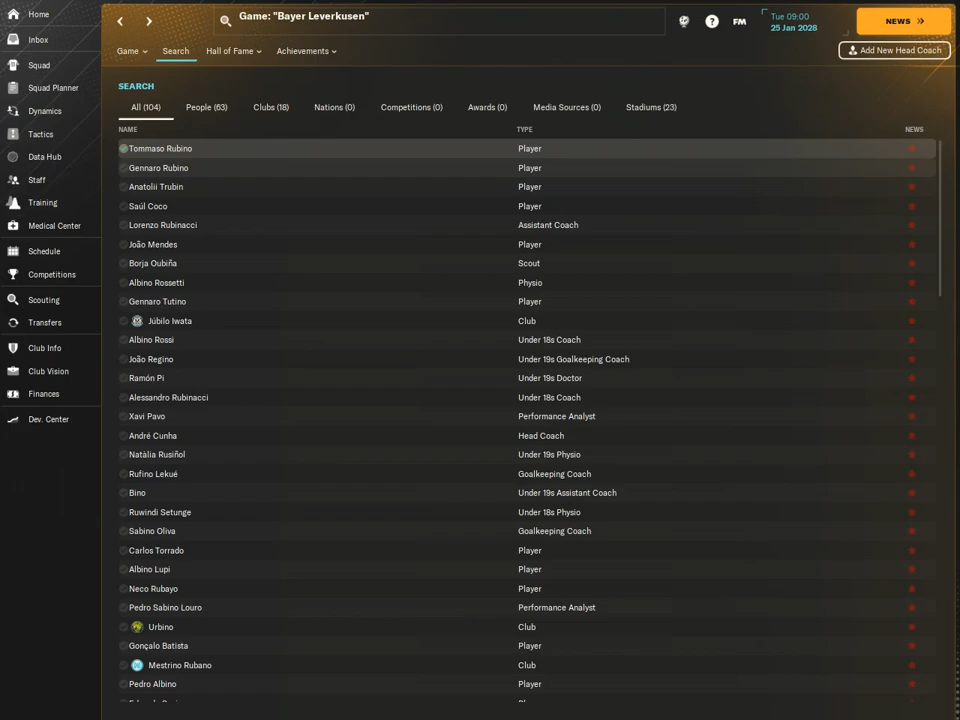 Home
Inbox
Squad
Squad Planner
Dynamics
Tactics
Data Hub
Staff
Training
Medical Center
Schedule
Competitions
Scouting
Transfers
Club Info
Club Vision
Finances
Dev. Center
Game: "Bayer Leverkusen"
?
FM
Tue 09:00
25 Jan 2028
NEWS
Game
Search
Hall of Fame
Achievements
Add New Head Coach
SEARCH
All (104) People (63) Clubs (18) Nations (0) Competitions (0) Awards (0) Media Sources (0) Stadiums (23)
NAME TYPE NEWS
Tommaso Rubino Player
Gennaro Rubino Player
Anatolii Trubin Player
Saúl Coco Player
Lorenzo Rubinacci Assistant Coach
João Mendes Player
Borja Oubiña Scout
Albino Rossetti Physio
Gennaro Tutino Player
Júbilo Iwata Club
Albino Rossi Under 18s Coach
João Regino Under 19s Goalkeeping Coach
Ramón Pi Under 19s Doctor
Alessandro Rubinacci Under 18s Coach
Xavi Pavo Performance Analyst
André Cunha Head Coach
Natàlia Rusiñol Under 19s Physio
Rufino Lekué Goalkeeping Coach
Bino Under 19s Assistant Coach
Ruwindi Setunge Under 18s Physio
Sabino Oliva Goalkeeping Coach
Carlos Torrado Player
Albino Lupi Player
Neco Rubayo Player
Pedro Sabino Louro Performance Analyst
Urbino Club
Gonçalo Batista Player
Mestrino Rubano Club
Pedro Albino Player